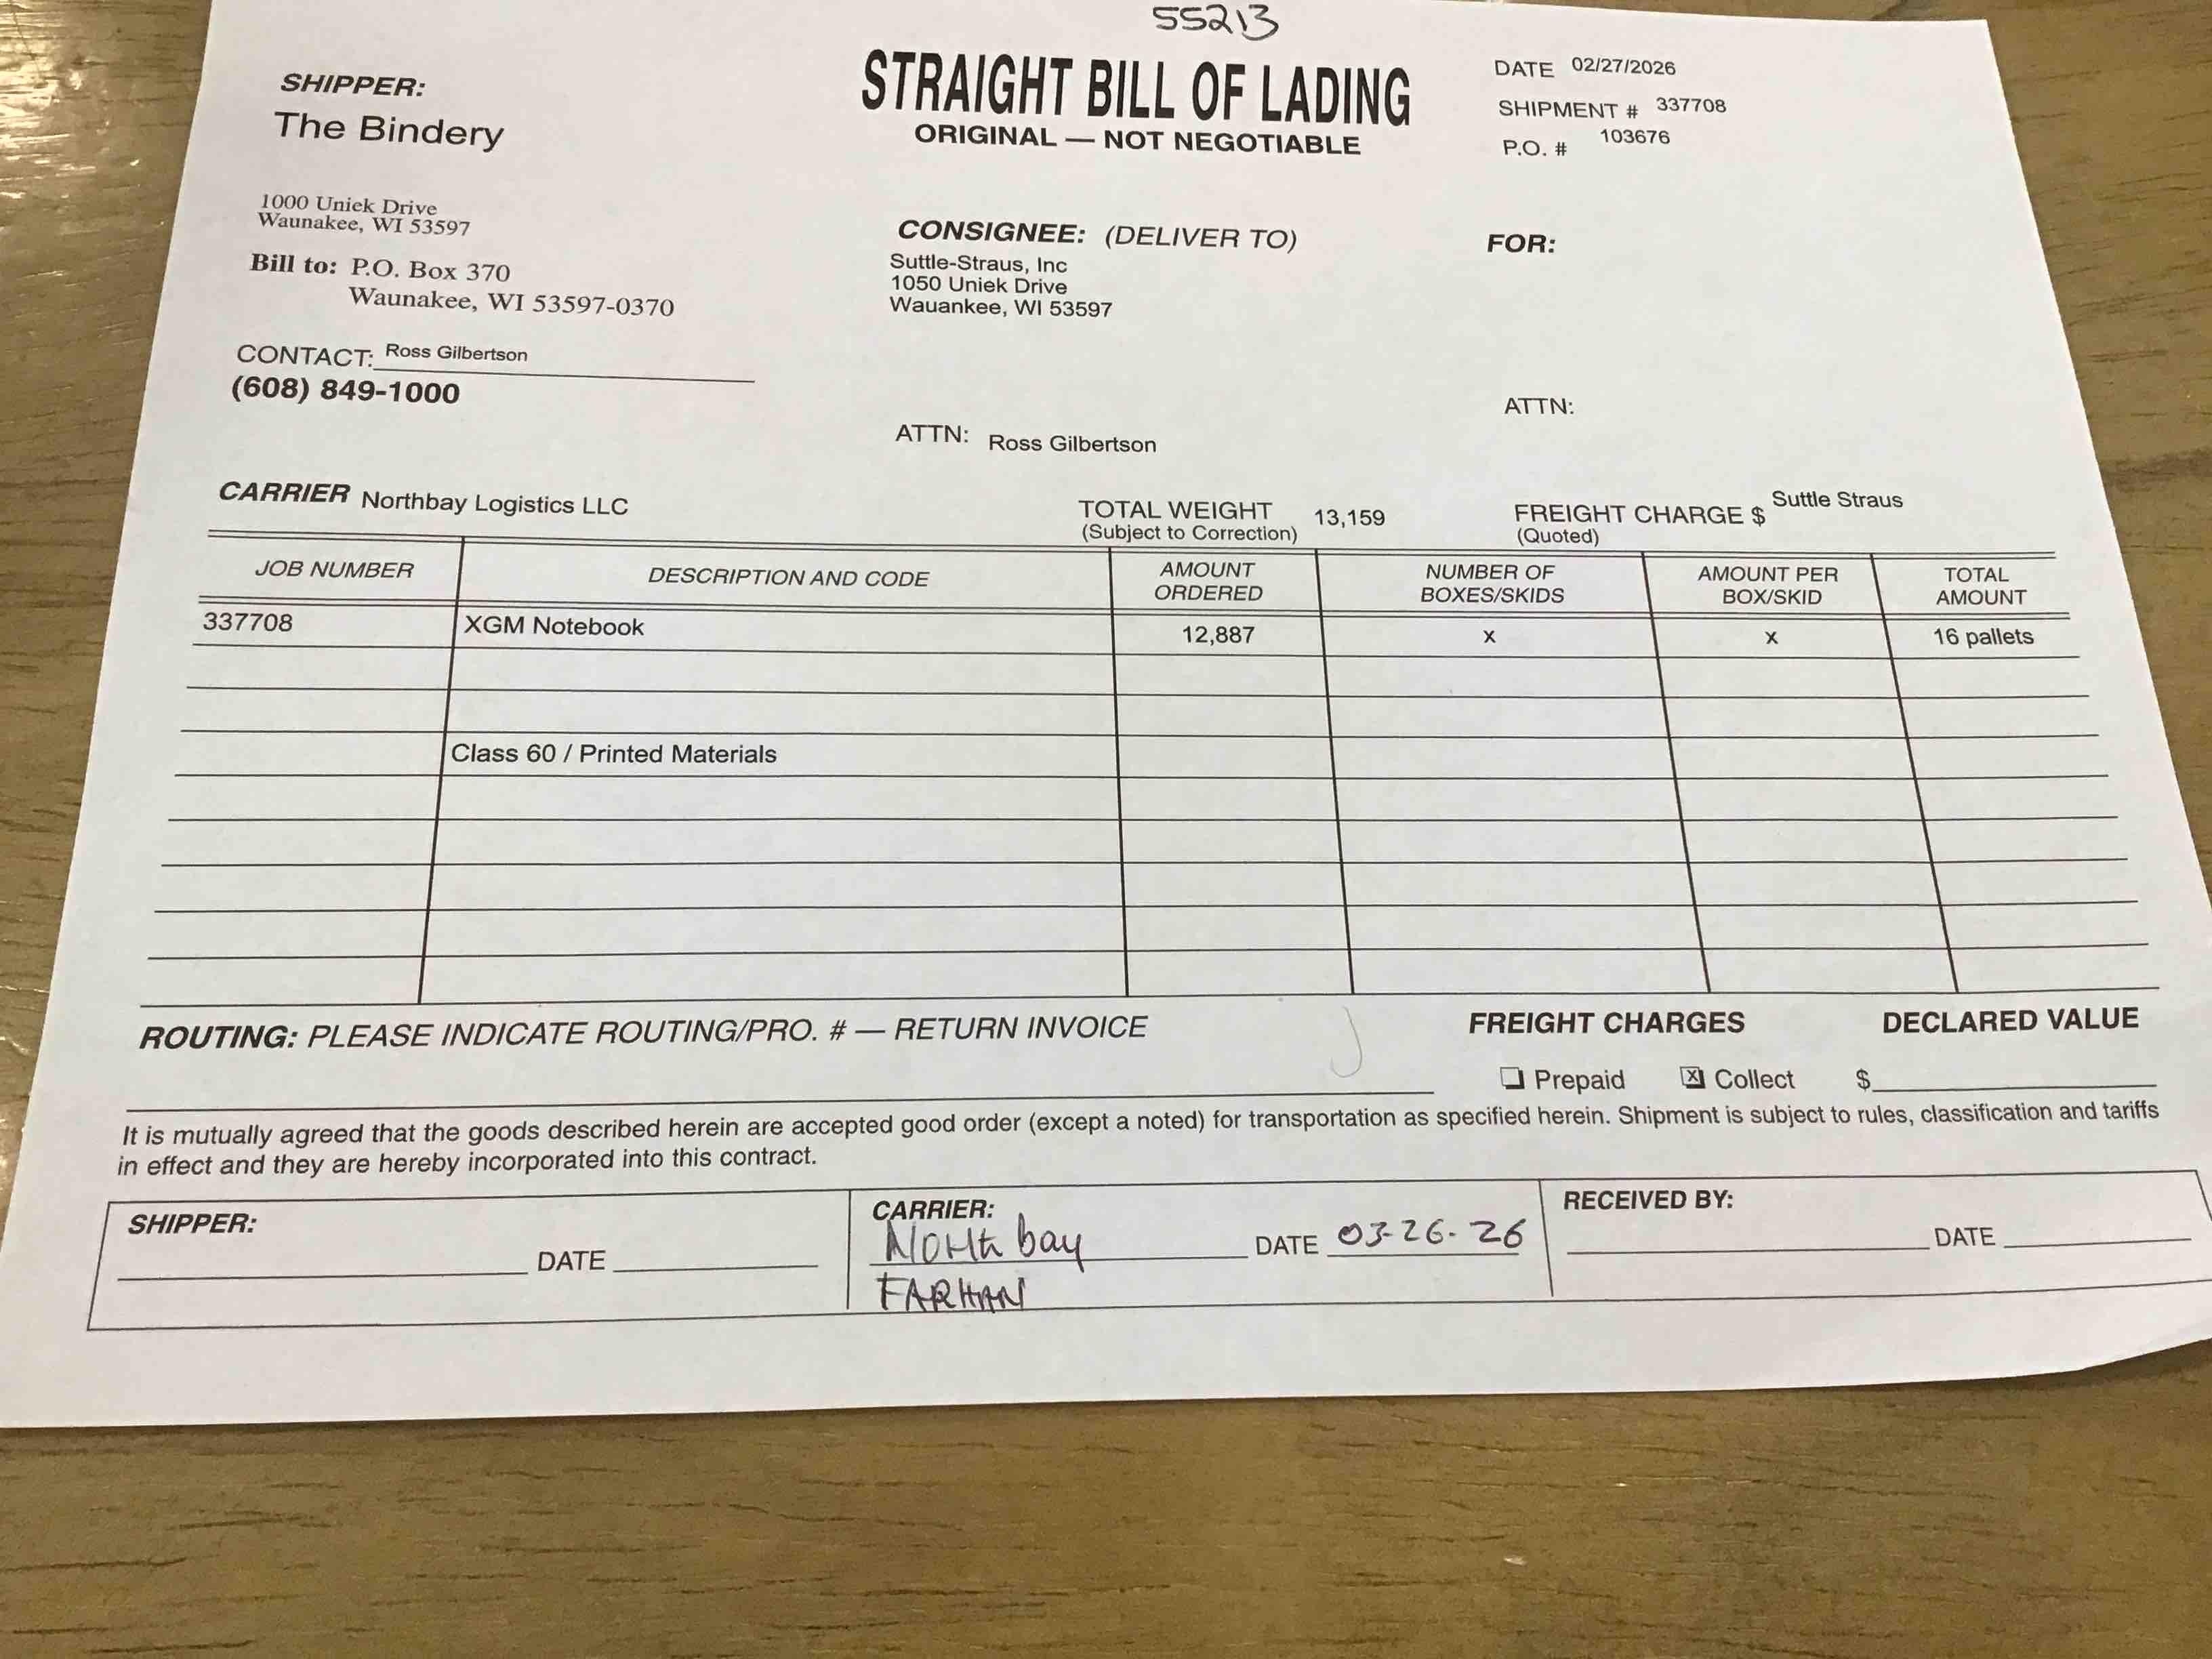 55213
STRAIGHT BILL OF LADING
ORIGINAL — NOT NEGOTIABLE
DATE 02/27/2026
SHIPMENT # 337708
P.O. # 103676
SHIPPER:
The Bindery
1000 Uniek Drive
Waunakee, WI 53597
Bill to: P.O. Box 370
Waunakee, WI 53597-0370
CONTACT: Ross Gilbertson
(608) 849-1000
CONSIGNEE: (DELIVER TO)
Suttle-Straus, Inc
1050 Uniek Drive
Wauankee, WI 53597
ATTN: Ross Gilbertson
FOR:
ATTN:
CARRIER Northbay Logistics LLC
TOTAL WEIGHT 13,159
(Subject to Correction)
FREIGHT CHARGE $ Suttle Straus
(Quoted)
JOB NUMBER DESCRIPTION AND CODE AMOUNT ORDERED NUMBER OF BOXES/SKIDS AMOUNT PER BOX/SKID TOTAL AMOUNT
337708 XGM Notebook 12,887 x x 16 pallets
Class 60 / Printed Materials
ROUTING: PLEASE INDICATE ROUTING/PRO. # — RETURN INVOICE
FREIGHT CHARGES DECLARED VALUE
Prepaid X Collect $
It is mutually agreed that the goods described herein are accepted good order (except a noted) for transportation as specified herein. Shipment is subject to rules, classification and tariffs
in effect and they are hereby incorporated into this contract.
SHIPPER:
DATE
CARRIER:
North bay DATE 03-26-26
FARHAN
RECEIVED BY:
DATE